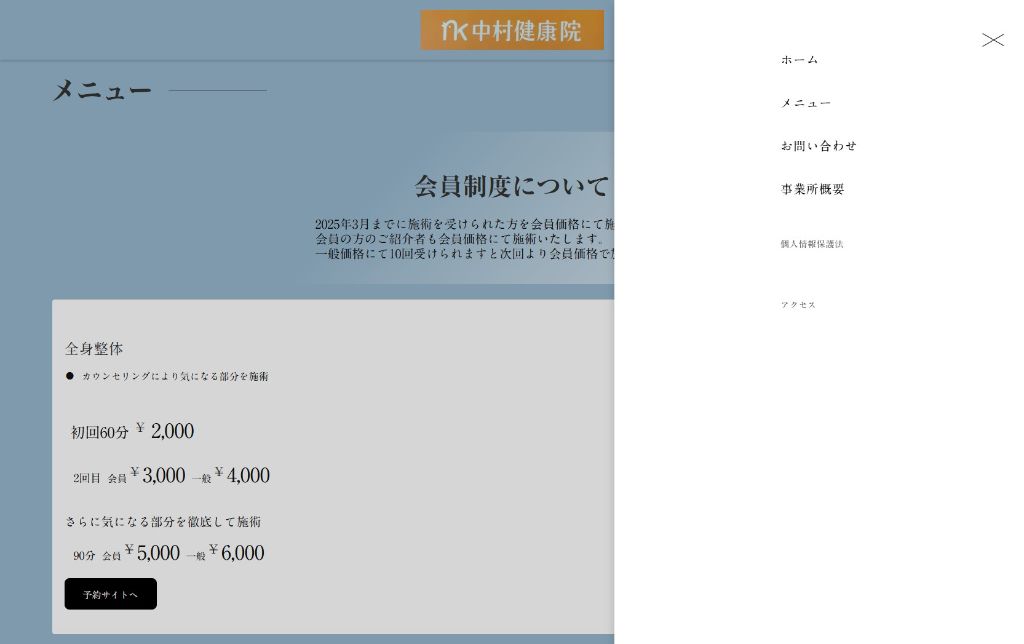 中村健康院
メニュー
会員制度について
2025年3月までに施術を受けられた方を会員価格にて施
会員の方のご紹介者も会員価格にて施術いたします。
一般価格にて10回受けられますと次回より会員価格で
全身整体
● カウンセリングにより気になる部分を施術
初回60分 ¥ 2,000
2回目 会員 ¥ 3,000 一般 ¥ 4,000
さらに気になる部分を徹底して施術
90分 会員 ¥ 5,000 一般 ¥ 6,000
予約サイトへ
ホーム
メニュー
お問い合わせ
事業所概要
個人情報保護法
アクセス